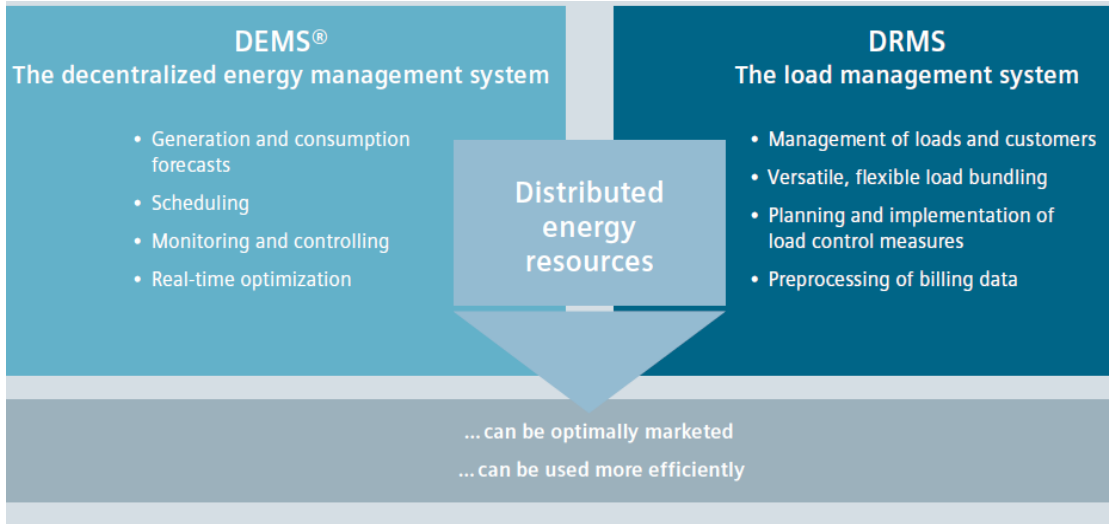 DEMS®
The decentralized energy management system
• Generation and consumption
forecasts
• Scheduling
• Monitoring and controlling
• Real-time optimization
Distributed
energy
resources
DRMS
The load management system
• Management of loads and customers
• Versatile, flexible load bundling
• Planning and implementation of
load control measures
• Preprocessing of billing data
... can be optimally marketed
... can be used more efficiently